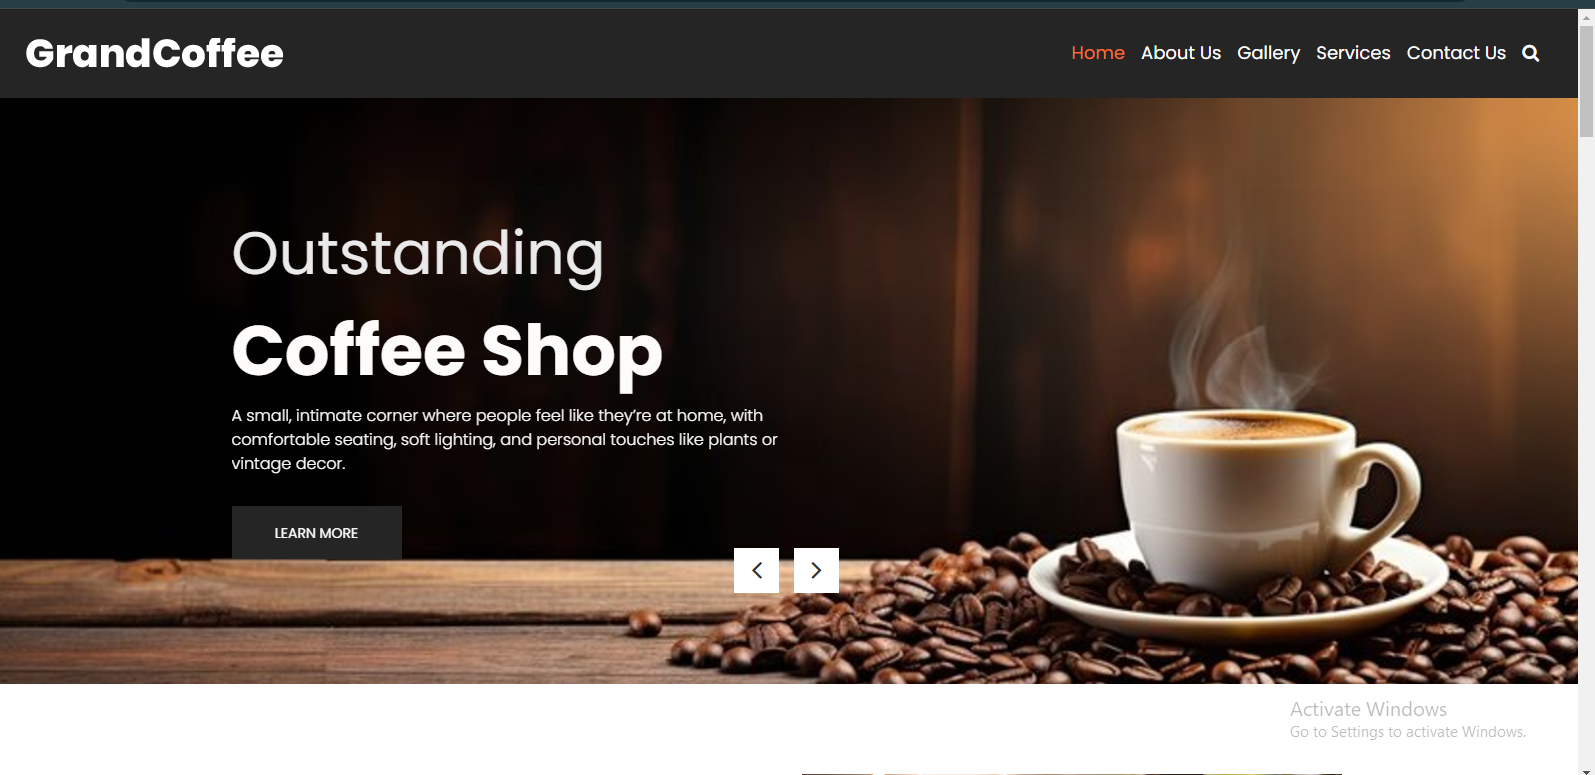 GrandCoffee
Home About Us Gallery Services Contact Us
Outstanding
Coffee Shop
A small, intimate corner where people feel like they’re at home, with
comfortable seating, soft lighting, and personal touches like plants or
vintage decor.
LEARN MORE
Activate Windows
Go to Settings to activate Windows.